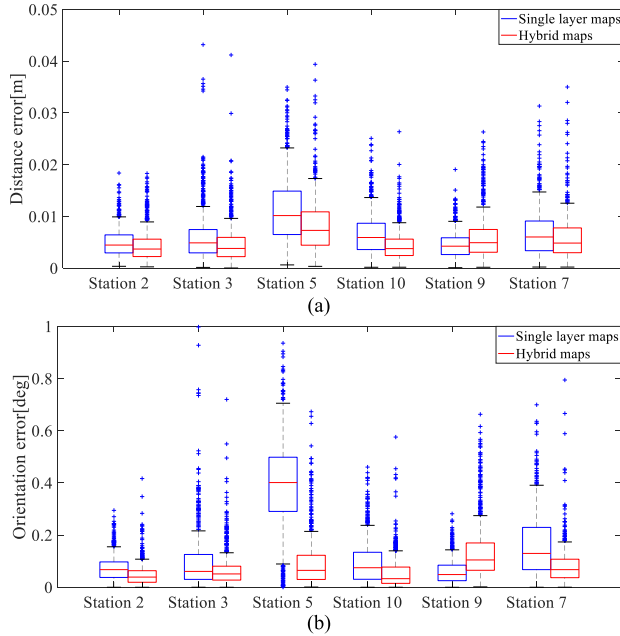 0.05
0.04
0.03
0.02
0.01
0
Distance error[m]
Single layer maps
Hybrid maps
Station 2
Station 3
Station 5
Station 10
Station 9
Station 7
(a)
1
0.8
0.6
0.4
0.2
0
Orientation error[deg]
Single layer maps
Hybrid maps
Station 2
Station 3
Station 5
Station 10
Station 9
Station 7
(b)